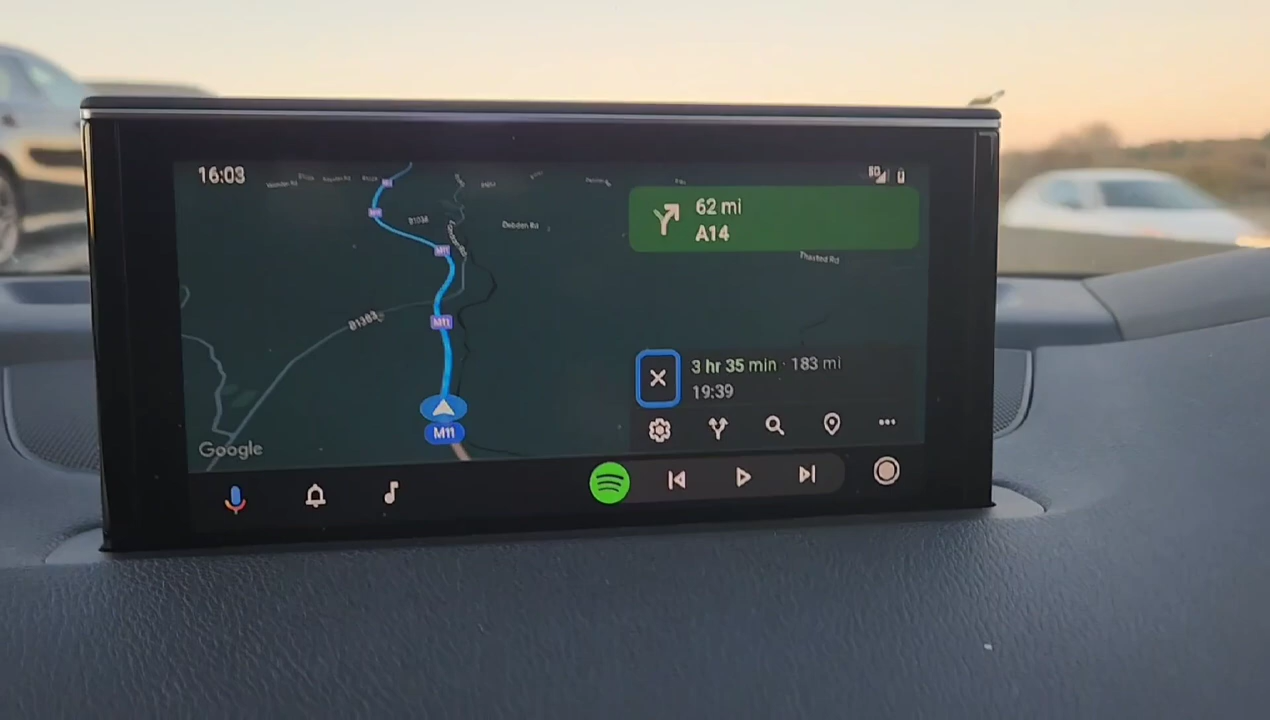 16:03
62 mi
A14
B1383
M11
M11
M11
Debden Rd
Thaxted Rd
3 hr 35 min · 183 mi
19:39
Google